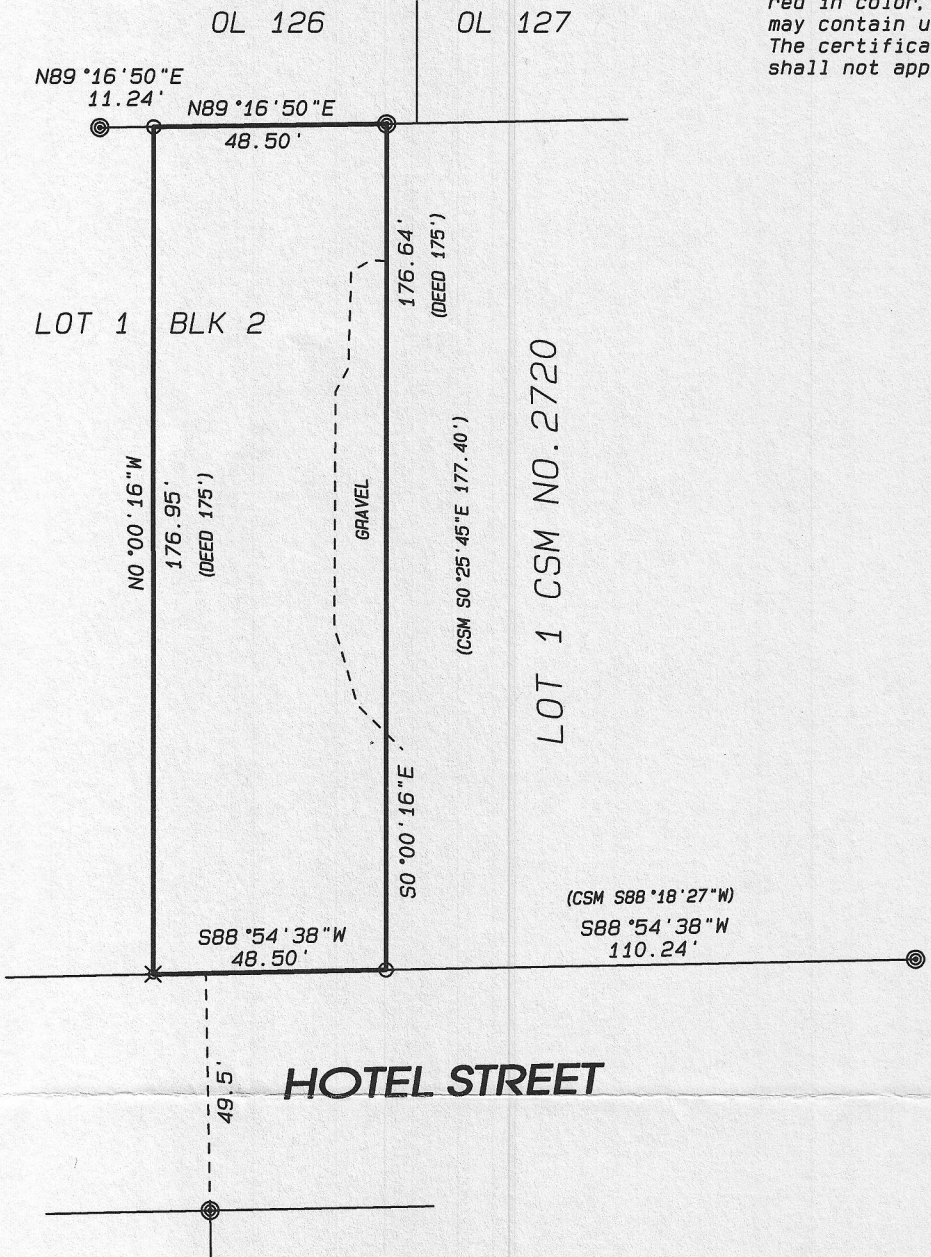 OL 126
OL 127
red in color,
may contain u
The certifica
shall not app
N89°16'50"E
11.24'
N89°16'50"E
48.50'
176.64'
(DEED 175')
LOT 1
BLK 2
N0°00'16"W
176.95'
(DEED 175')
GRAVEL
(CSM S0°25'45"E 177.40')
LOT 1 CSM NO.2720
S0°00'16"E
(CSM S88°18'27"W)
S88°54'38"W
110.24'
S88°54'38"W
48.50'
49.5'
HOTEL STREET